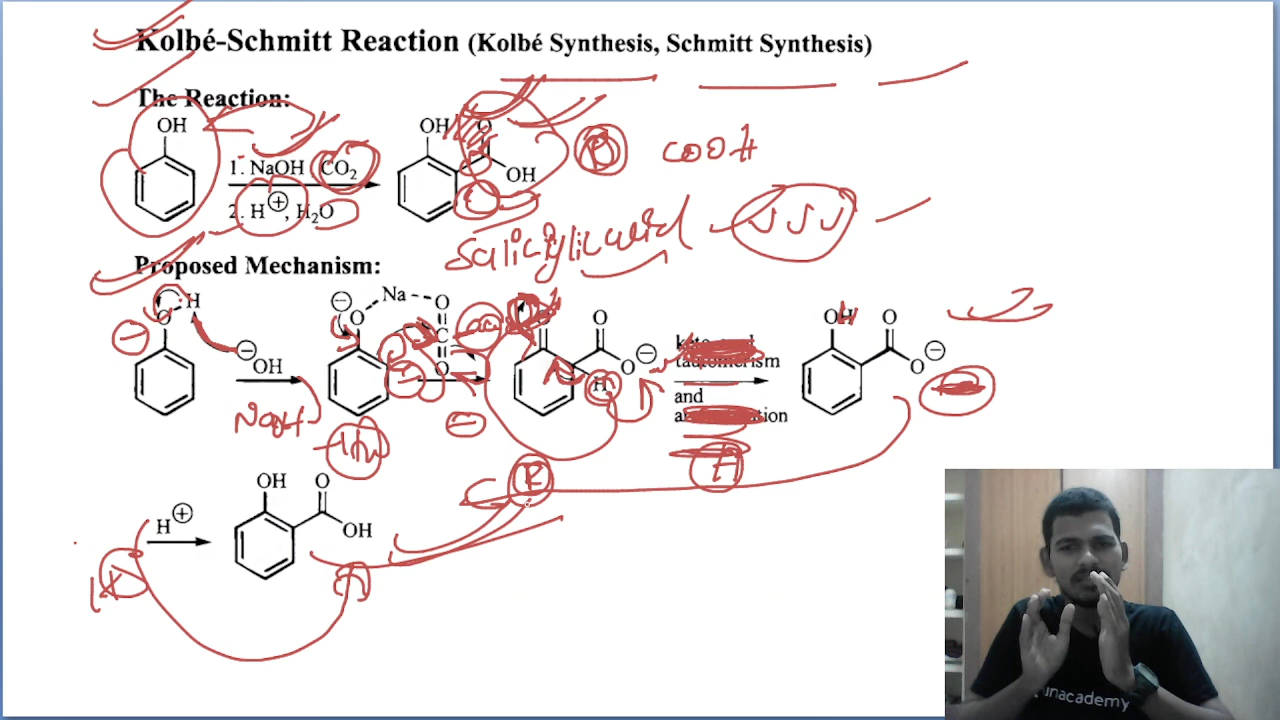 Kolbé-Schmitt Reaction (Kolbé Synthesis, Schmitt Synthesis)
The Reaction:
OH
1. NaOH CO2
2. H⊕, H2O
OH
O
OH
COOH
Salicylic acid
Proposed Mechanism:
O H
⊖OH
NaOH
⊖ O Na O
C
O
O
H
O
O ⊖
tautomerism
and
H
OH
O
O ⊖
H⊕
OH
O
OH
unacademy